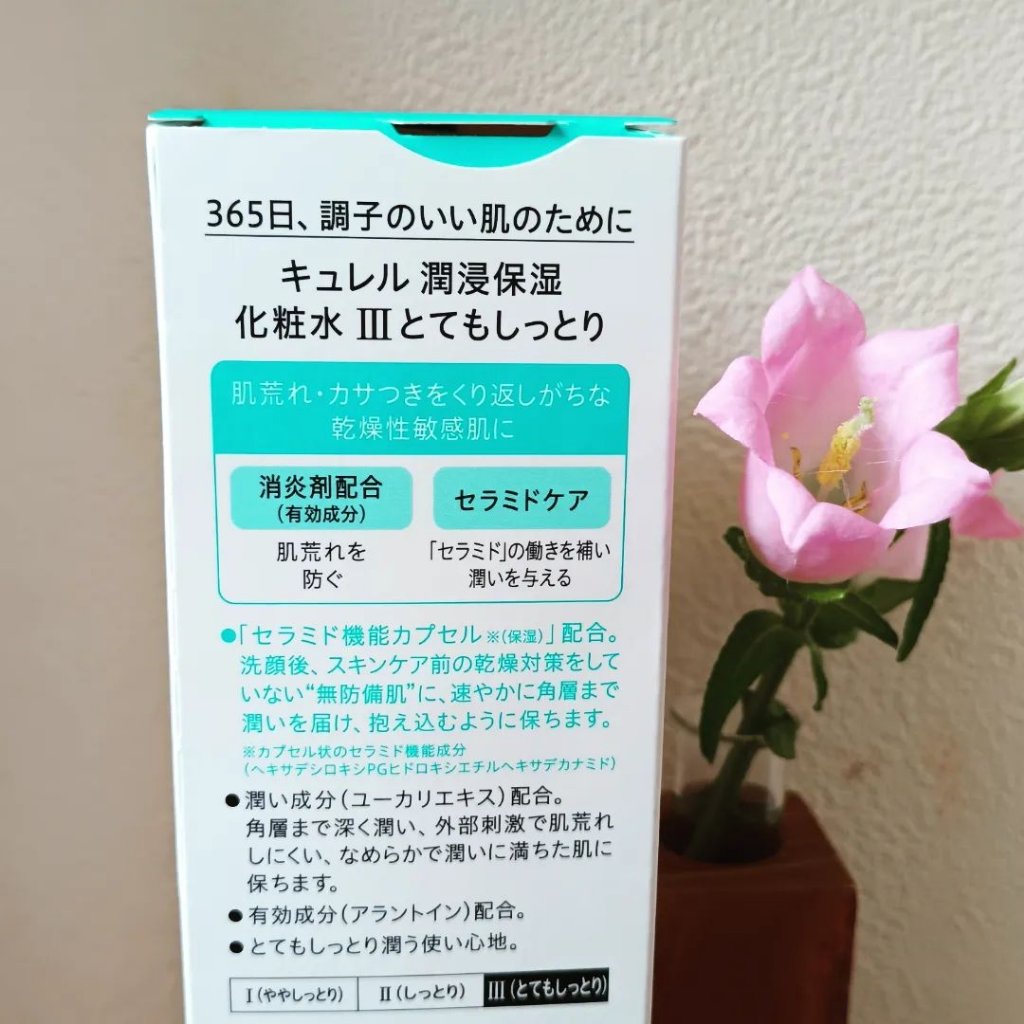 365日、調子のいい肌のために
キュレル 潤浸保湿
化粧水 Ⅲ とてもしっとり
肌荒れ・カサつきをくり返しがちな
乾燥性敏感肌に
消炎剤配合
(有効成分)
セラミドケア
肌荒れを
防ぐ
「セラミド」の働きを補い
潤いを与える
●「セラミド機能カプセル ※(保湿)」配合。
洗顔後、スキンケア前の乾燥対策をして
いない“無防備肌”に、速やかに角層まで
潤いを届け、抱え込むように保ちます。
※カプセル状のセラミド機能成分
(ヘキサデシロキシPGヒドロキシエチルヘキサデカナミド)
●潤い成分(ユーカリエキス)配合。
角層まで深く潤い、外部刺激で肌荒れ
しにくい、なめらかで潤いに満ちた肌に
保ちます。
●有効成分(アラントイン)配合。
●とてもしっとり潤う使い心地。
Ⅰ(ややしっとり) Ⅱ(しっとり) Ⅲ(とてもしっとり)